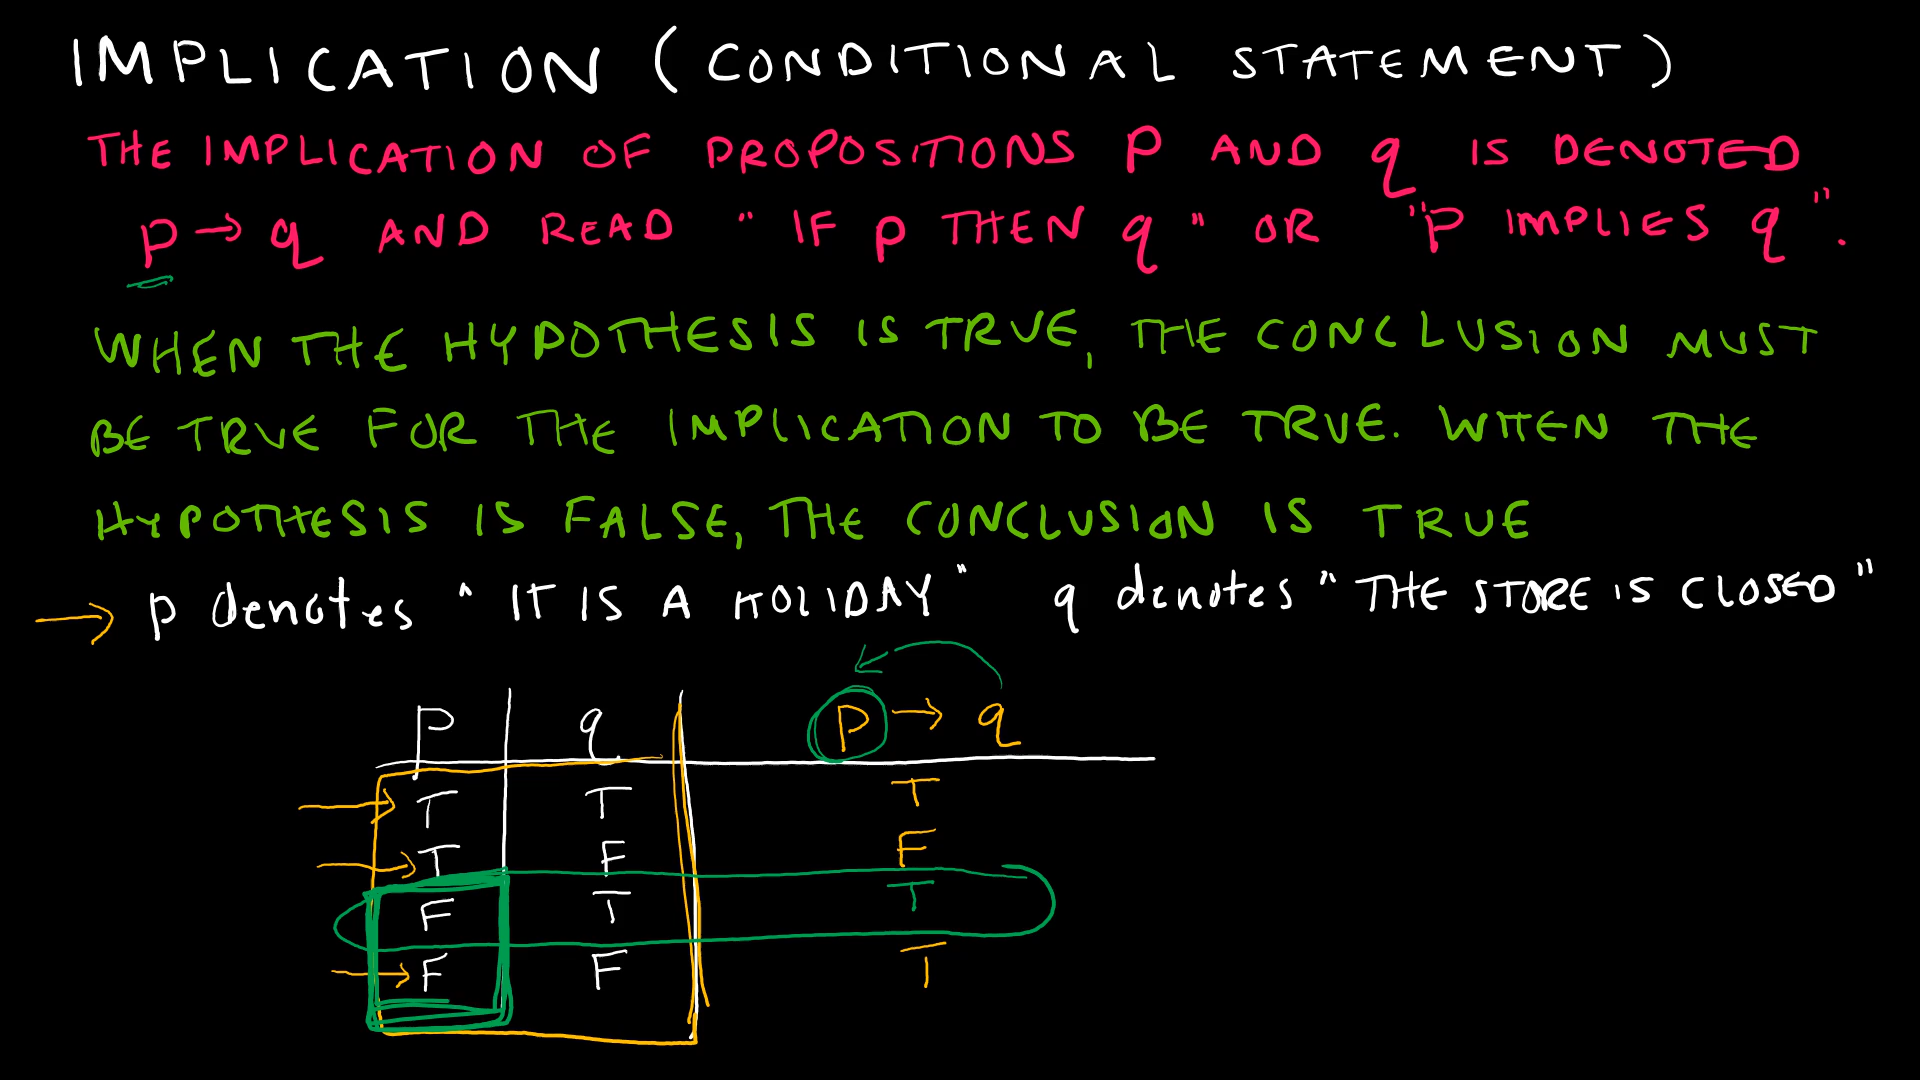 IMPLICATION (CONDITIONAL STATEMENT)
THE IMPLICATION OF PROPOSITIONS P AND q IS DENOTED
p → q AND READ "IF p THEN q" OR "P IMPLIES q".
WHEN THE HYPOTHESIS IS TRUE, THE CONCLUSION MUST
BE TRUE FOR THE IMPLICATION TO BE TRUE. WHEN THE
HYPOTHESIS IS FALSE, THE CONCLUSION IS TRUE
→ p denotes "IT IS A HOLIDAY" q denotes "THE STORE IS CLOSED"
P q P → q
T T T
T F F
F T T
F F T